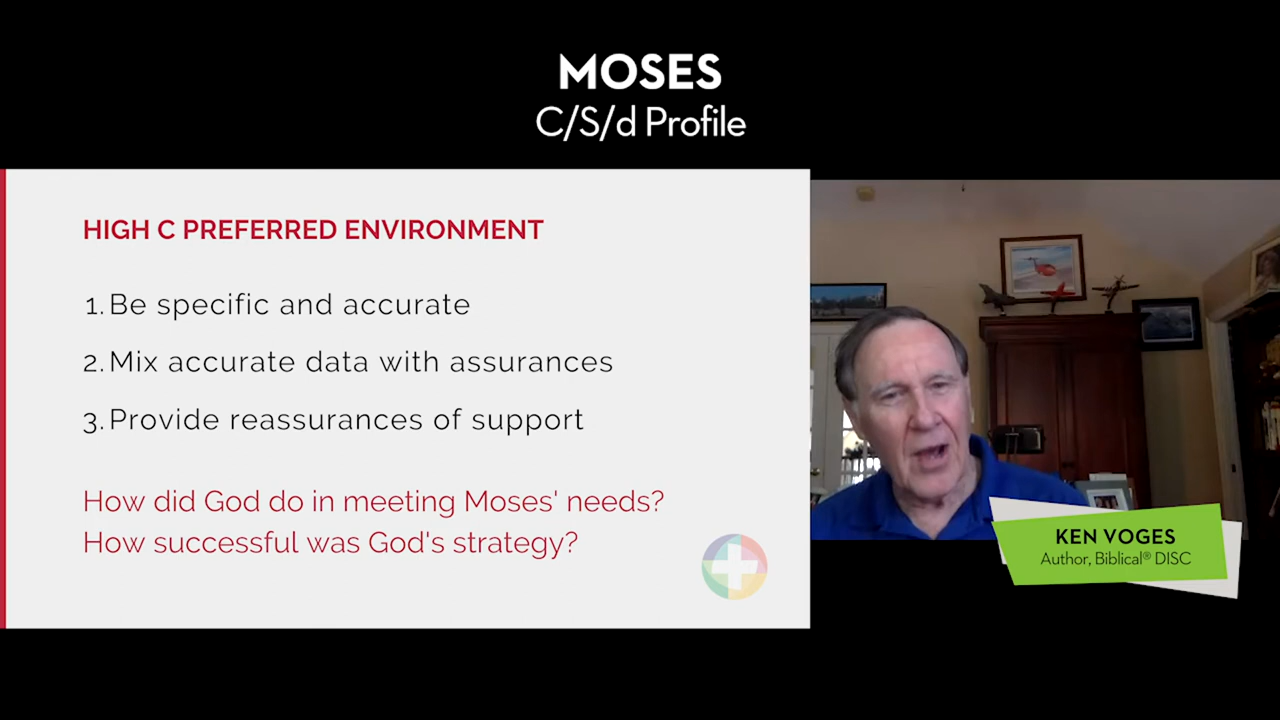 MOSES
C/S/d Profile
HIGH C PREFERRED ENVIRONMENT
1. Be specific and accurate
2. Mix accurate data with assurances
3. Provide reassurances of support
How did God do in meeting Moses' needs?
How successful was God's strategy?
KEN VOGES
Author, Biblical® DISC